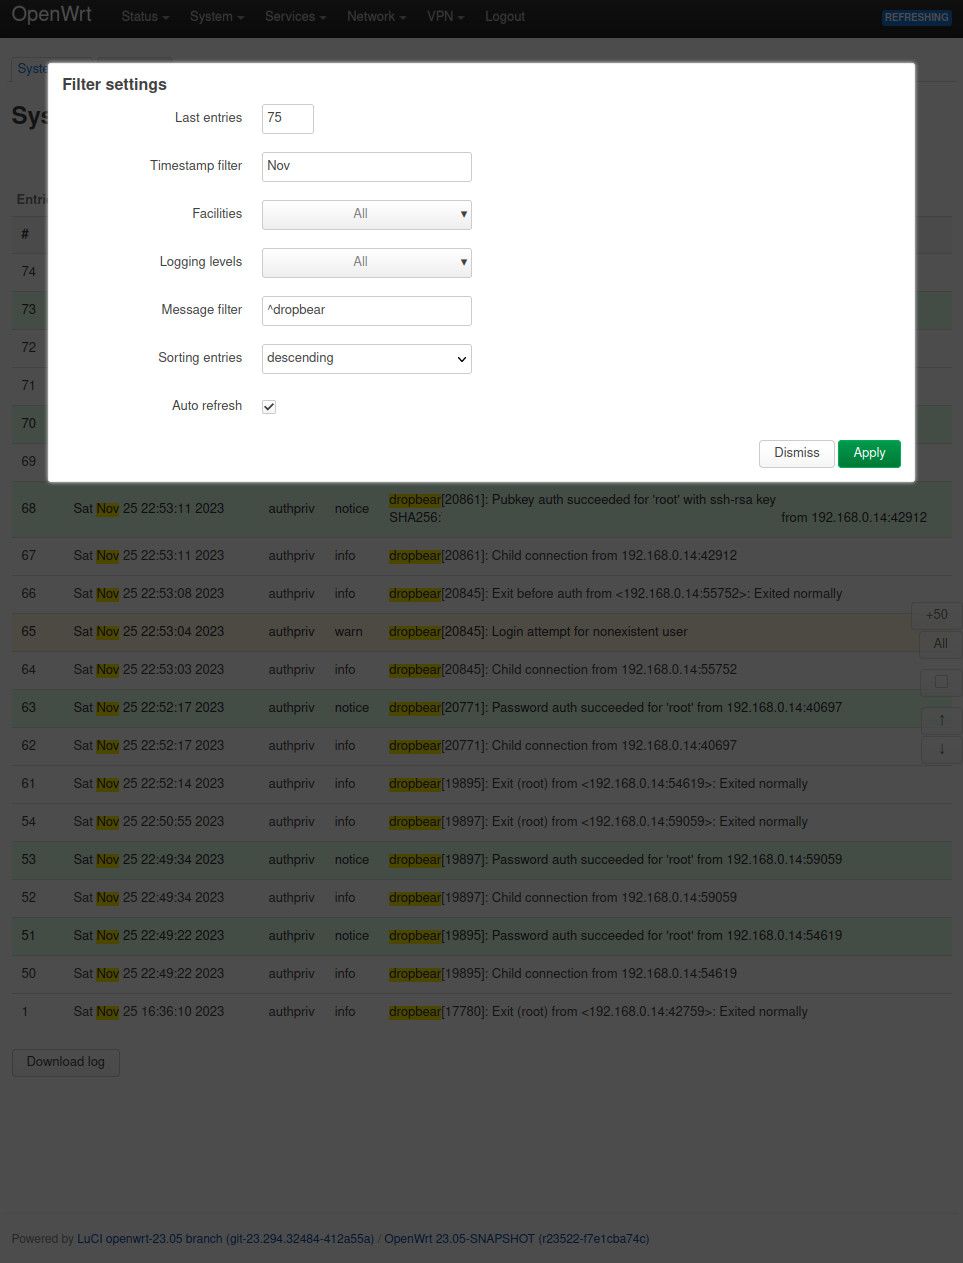 OpenWrt Status System Services Network VPN Logout REFRESHING
Filter settings
Last entries 75
Timestamp filter Nov
Facilities All
Logging levels All
Message filter ^dropbear
Sorting entries descending
Auto refresh
Dismiss Apply
#
74
73
72
71
70
69
68 Sat Nov 25 22:53:11 2023 authpriv notice dropbear[20861]: Pubkey auth succeeded for 'root' with ssh-rsa key
SHA256: from 192.168.0.14:42912
67 Sat Nov 25 22:53:11 2023 authpriv info dropbear[20861]: Child connection from 192.168.0.14:42912
66 Sat Nov 25 22:53:08 2023 authpriv info dropbear[20845]: Exit before auth from <192.168.0.14:55752>: Exited normally
+50
65 Sat Nov 25 22:53:04 2023 authpriv warn dropbear[20845]: Login attempt for nonexistent user
All
64 Sat Nov 25 22:53:03 2023 authpriv info dropbear[20845]: Child connection from 192.168.0.14:55752
63 Sat Nov 25 22:52:17 2023 authpriv notice dropbear[20771]: Password auth succeeded for 'root' from 192.168.0.14:40697
↑
62 Sat Nov 25 22:52:17 2023 authpriv info dropbear[20771]: Child connection from 192.168.0.14:40697
↓
61 Sat Nov 25 22:52:14 2023 authpriv info dropbear[19895]: Exit (root) from <192.168.0.14:54619>: Exited normally
54 Sat Nov 25 22:50:55 2023 authpriv info dropbear[19897]: Exit (root) from <192.168.0.14:59059>: Exited normally
53 Sat Nov 25 22:49:34 2023 authpriv notice dropbear[19897]: Password auth succeeded for 'root' from 192.168.0.14:59059
52 Sat Nov 25 22:49:34 2023 authpriv info dropbear[19897]: Child connection from 192.168.0.14:59059
51 Sat Nov 25 22:49:22 2023 authpriv notice dropbear[19895]: Password auth succeeded for 'root' from 192.168.0.14:54619
50 Sat Nov 25 22:49:22 2023 authpriv info dropbear[19895]: Child connection from 192.168.0.14:54619
1 Sat Nov 25 16:36:10 2023 authpriv info dropbear[17780]: Exit (root) from <192.168.0.14:42759>: Exited normally
Download log
Powered by LuCI openwrt-23.05 branch (git-23.294.32484-412a55a) / OpenWrt 23.05-SNAPSHOT (r23522-f7e1cba74c)